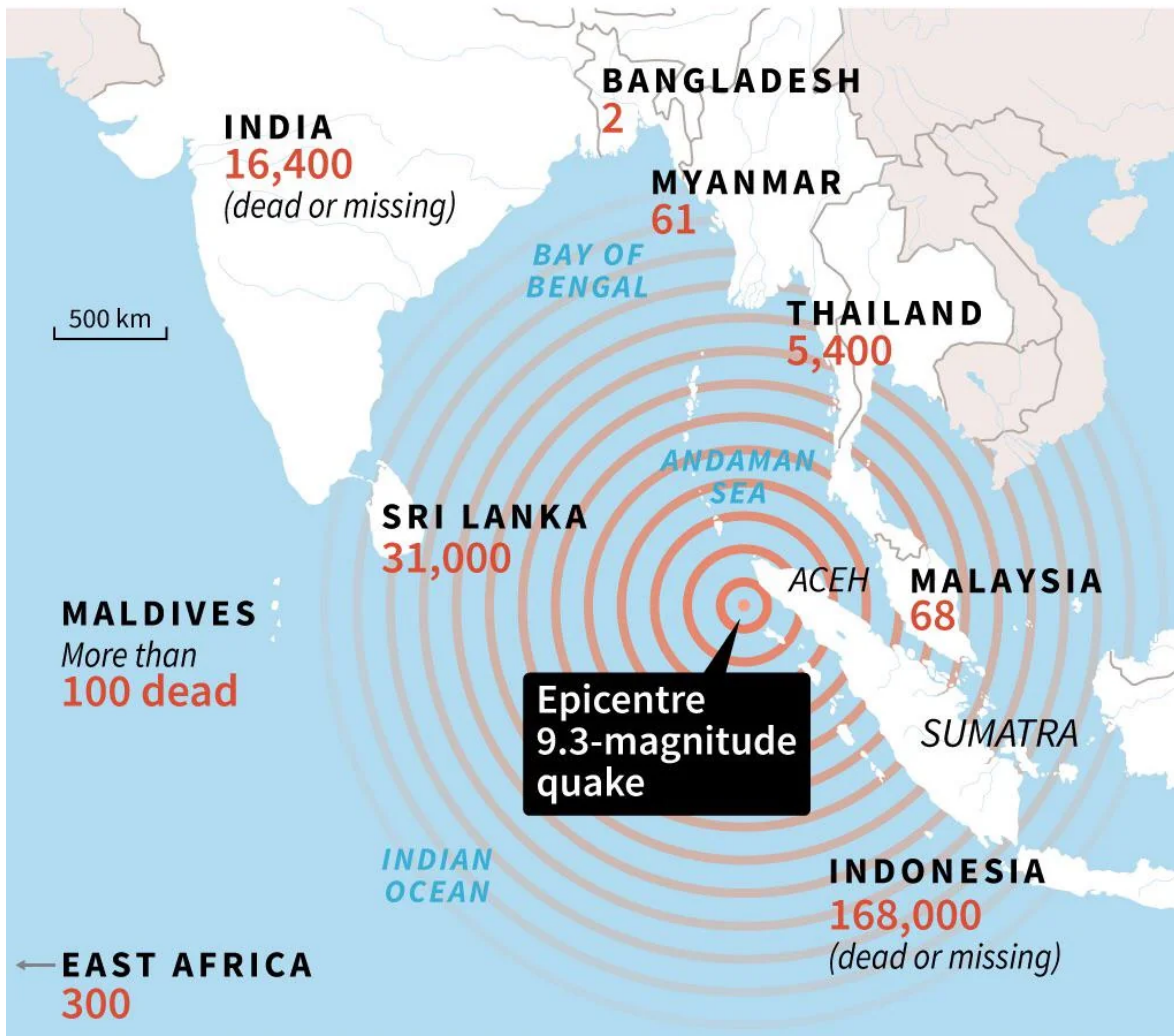 BANGLADESH
2
INDIA
16,400
(dead or missing)
MYANMAR
61
BAY OF
BENGAL
500 km
THAILAND
5,400
ANDAMAN
SEA
SRI LANKA
31,000
ACEH
MALAYSIA
68
MALDIVES
More than
100 dead
Epicentre
9.3-magnitude
quake
SUMATRA
INDIAN
OCEAN
INDONESIA
168,000
(dead or missing)
EAST AFRICA
300